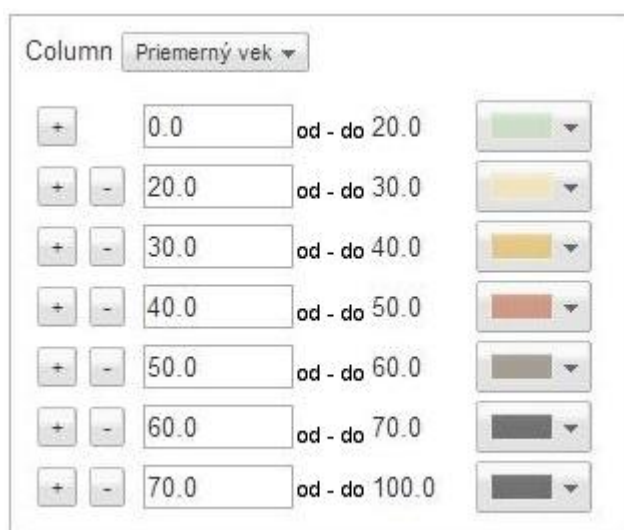 Column Priemerný vek
+ 0.0 od - do 20.0
+ - 20.0 od - do 30.0
+ - 30.0 od - do 40.0
+ - 40.0 od - do 50.0
+ - 50.0 od - do 60.0
+ - 60.0 od - do 70.0
+ - 70.0 od - do 100.0